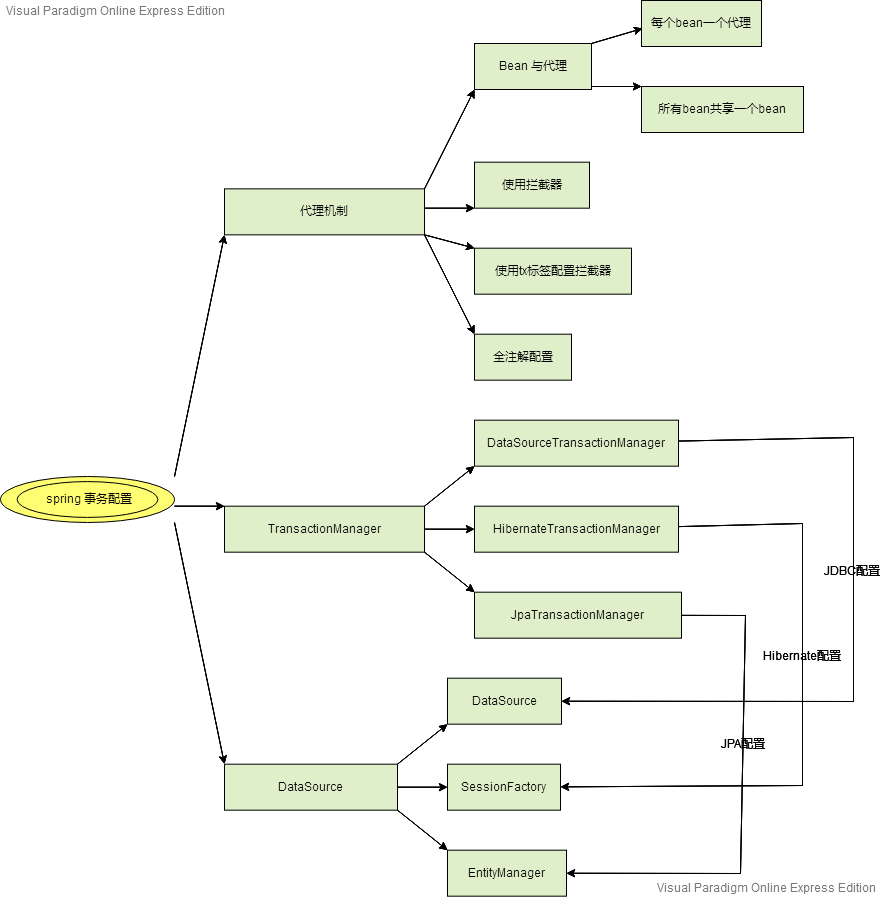 Visual Paradigm Online Express Edition
每个bean一个代理
Bean 与代理
所有bean共享一个bean
使用拦截器
代理机制
使用tx标签配置拦截器
全注解配置
DataSourceTransactionManager
spring 事务配置
TransactionManager
HibernateTransactionManager
JDBC配置
JpaTransactionManager
Hibernate配置
DataSource
JPA配置
DataSource
SessionFactory
EntityManager
Visual Paradigm Online Express Edition